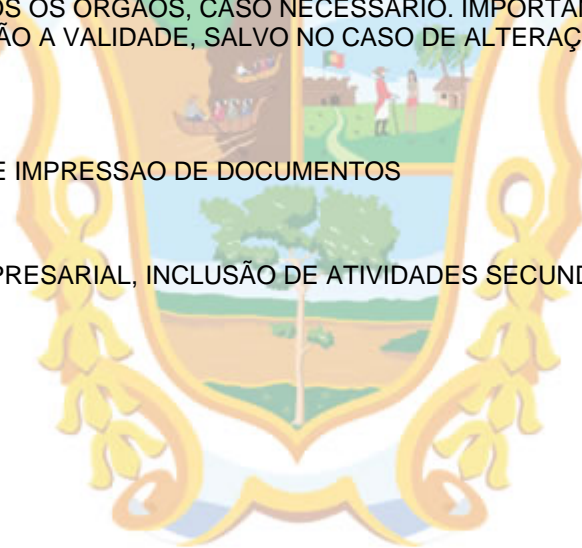 OS OS ÓRGÃOS, CASO NECESSÁRIO. IMPORTAN
ÃO A VALIDADE, SALVO NO CASO DE ALTERAÇ
E IMPRESSAO DE DOCUMENTOS
PRESARIAL, INCLUSÃO DE ATIVIDADES SECUND